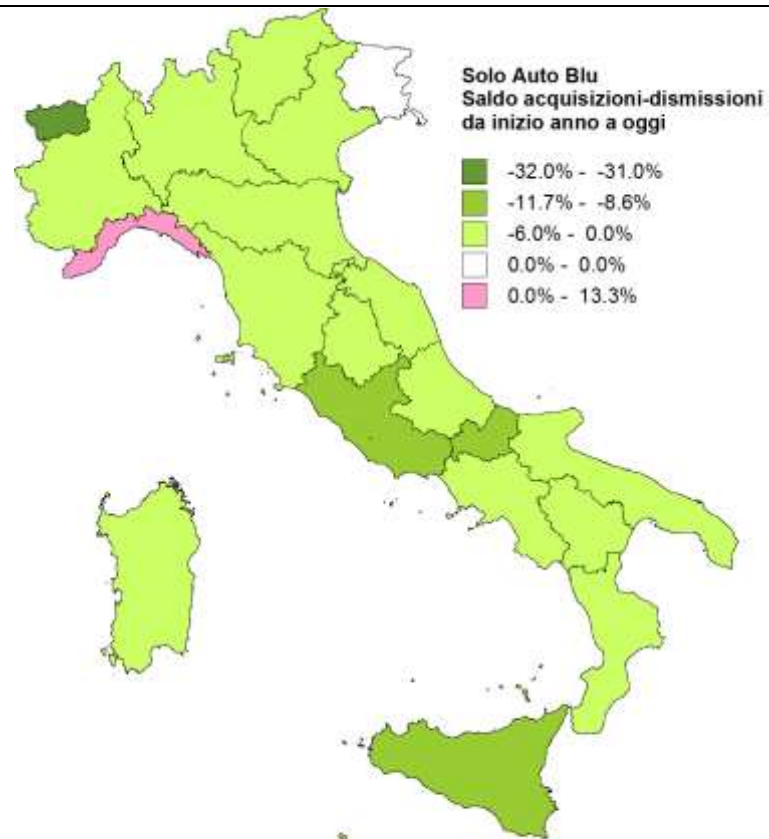 Solo Auto Blu
Saldo acquisizioni-dismissioni
da inizio anno a oggi
-32.0% - -31.0%
-11.7% - -8.6%
-6.0% - 0.0%
0.0% - 0.0%
0.0% - 13.3%